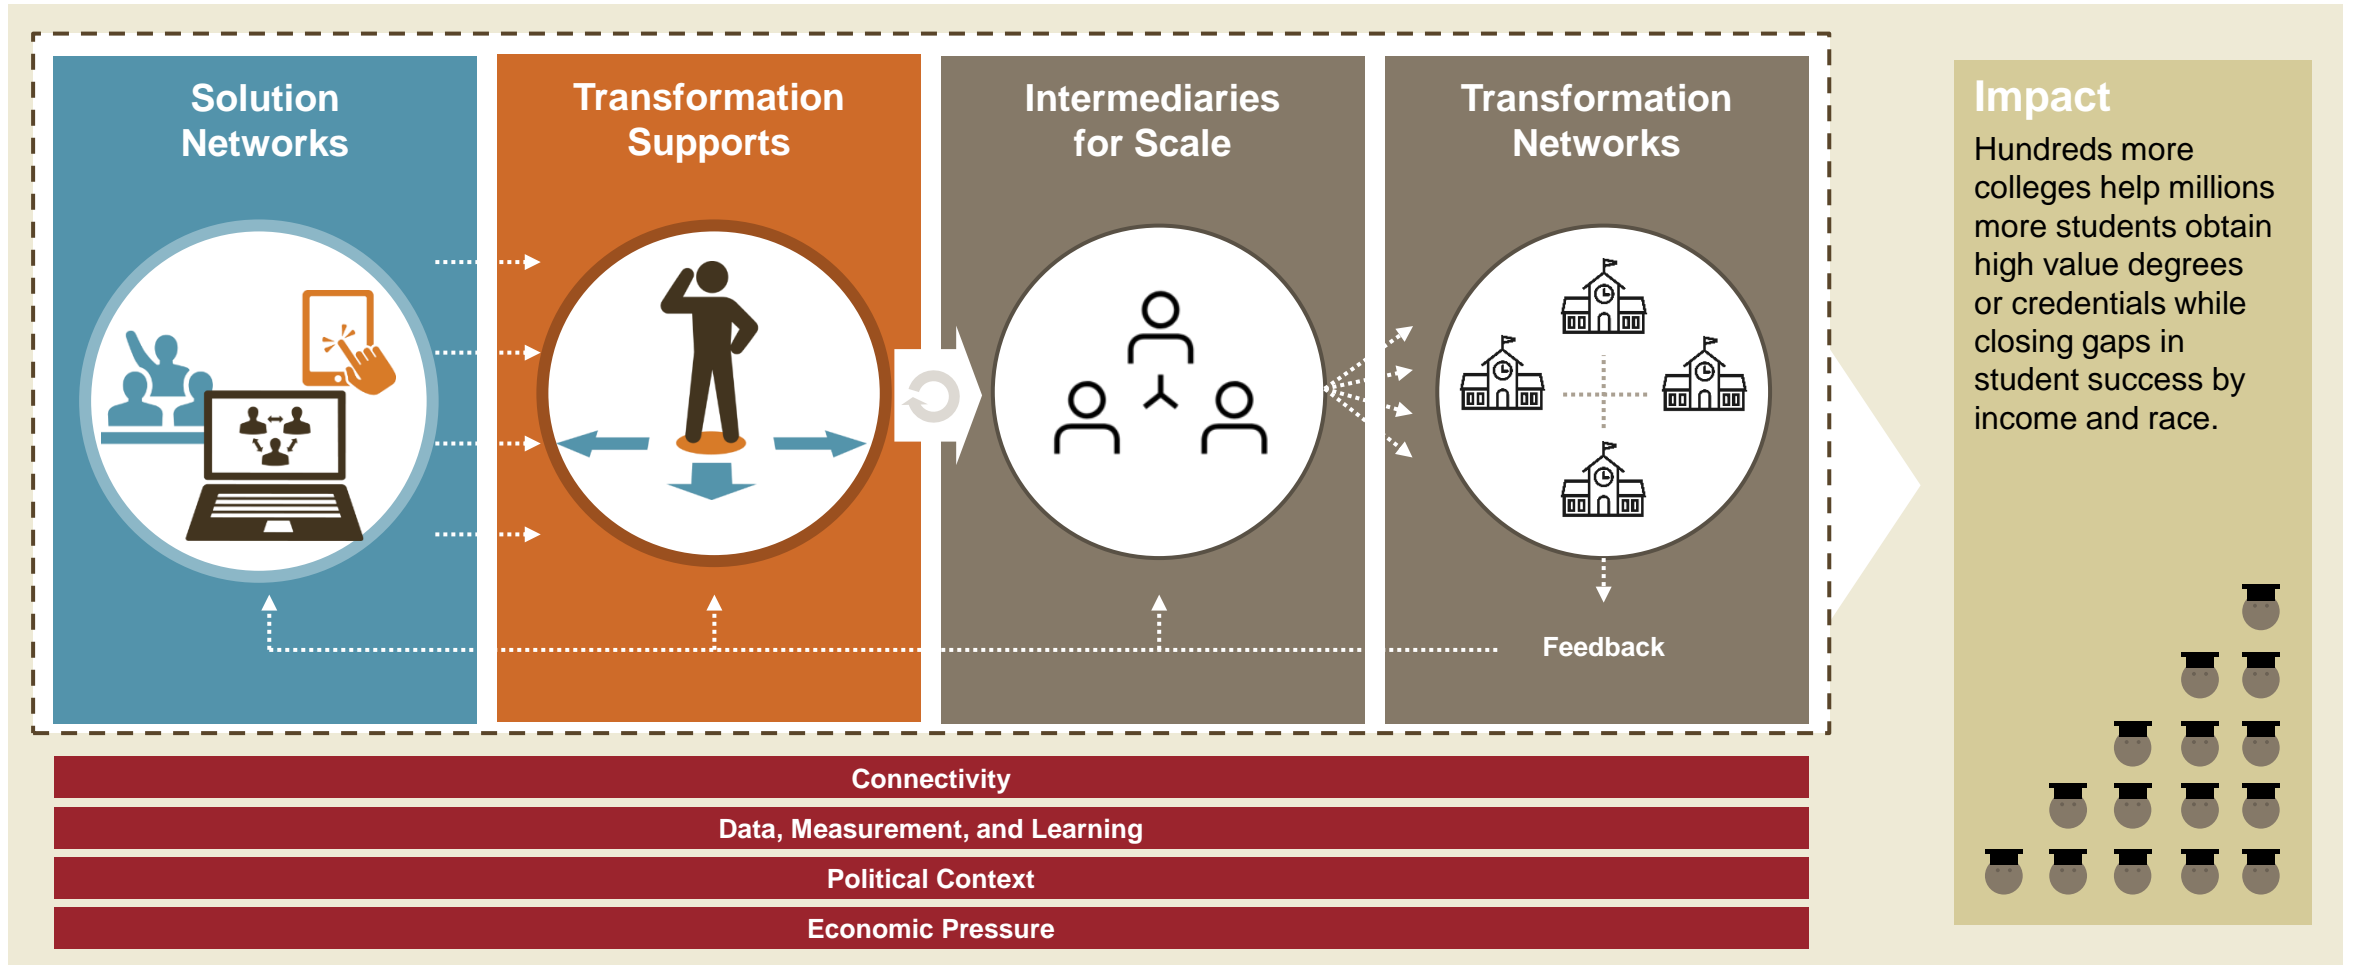 Solution
Networks
Transformation
Supports
Intermediaries
for Scale
Transformation
Networks
Feedback
Connectivity
Data, Measurement, and Learning
Political Context
Economic Pressure
Impact
Hundreds more
colleges help millions
more students obtain
high value degrees
or credentials while
closing gaps in
student success by
income and race.